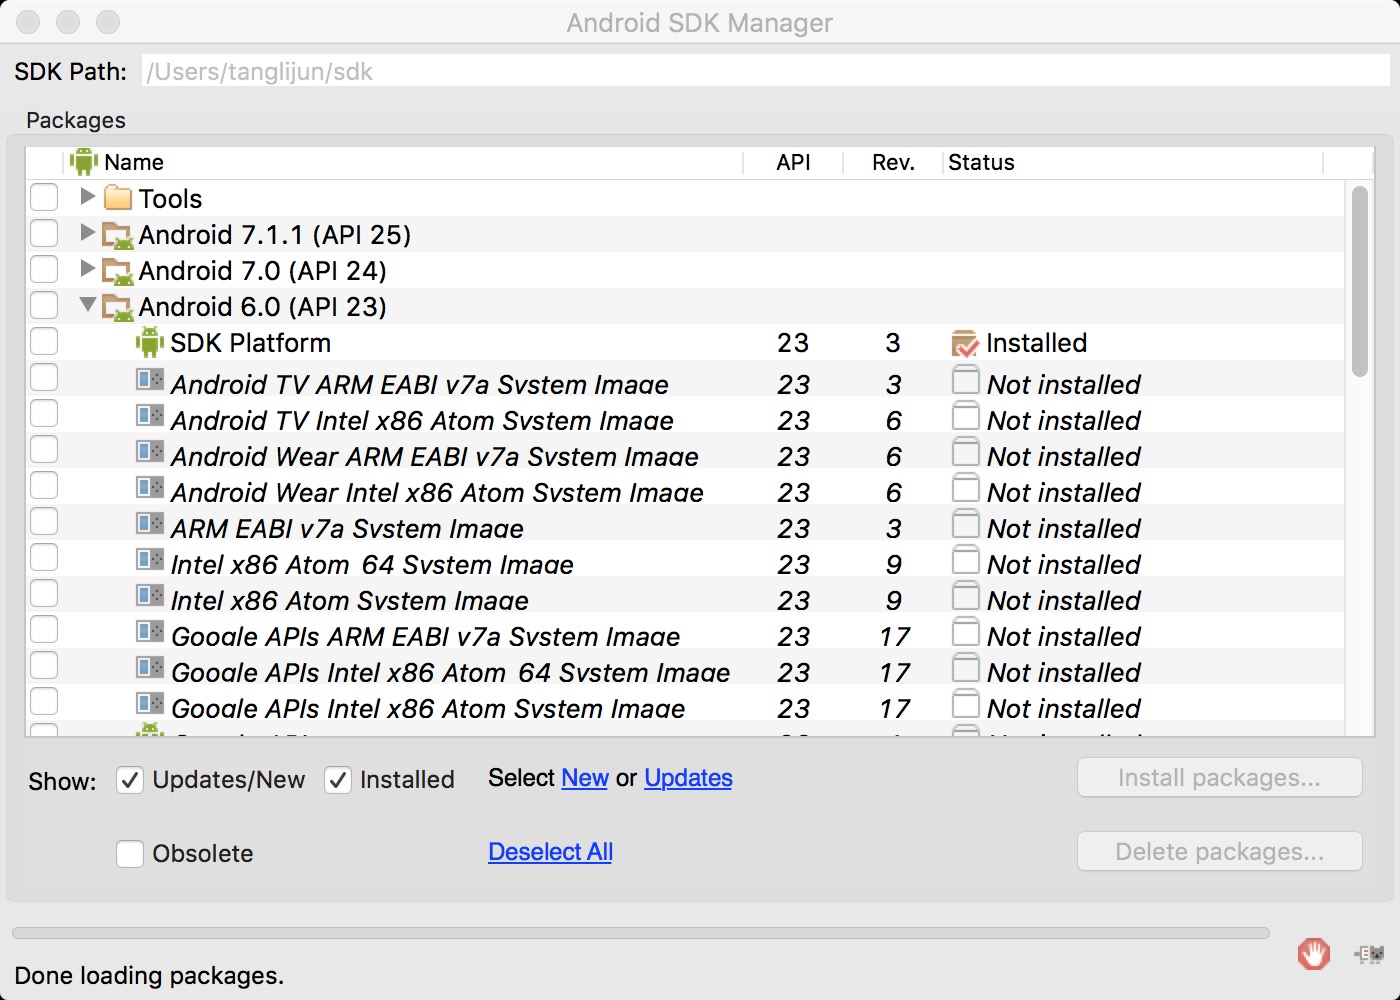 Android SDK Manager
SDK Path: /Users/tanglijun/sdk
Packages
Name API Rev. Status
Tools
Android 7.1.1 (API 25)
Android 7.0 (API 24)
Android 6.0 (API 23)
SDK Platform 23 3 Installed
Android TV ARM EABI v7a System Image 23 3 Not installed
Android TV Intel x86 Atom System Image 23 6 Not installed
Android Wear ARM EABI v7a System Image 23 6 Not installed
Android Wear Intel x86 Atom System Image 23 6 Not installed
ARM EABI v7a System Image 23 3 Not installed
Intel x86 Atom_64 System Image 23 9 Not installed
Intel x86 Atom System Image 23 9 Not installed
Google APIs ARM EABI v7a System Image 23 17 Not installed
Google APIs Intel x86 Atom_64 System Image 23 17 Not installed
Google APIs Intel x86 Atom System Image 23 17 Not installed
Show: Updates/New Installed Select New or Updates Install packages...
Obsolete Deselect All Delete packages...
Done loading packages.